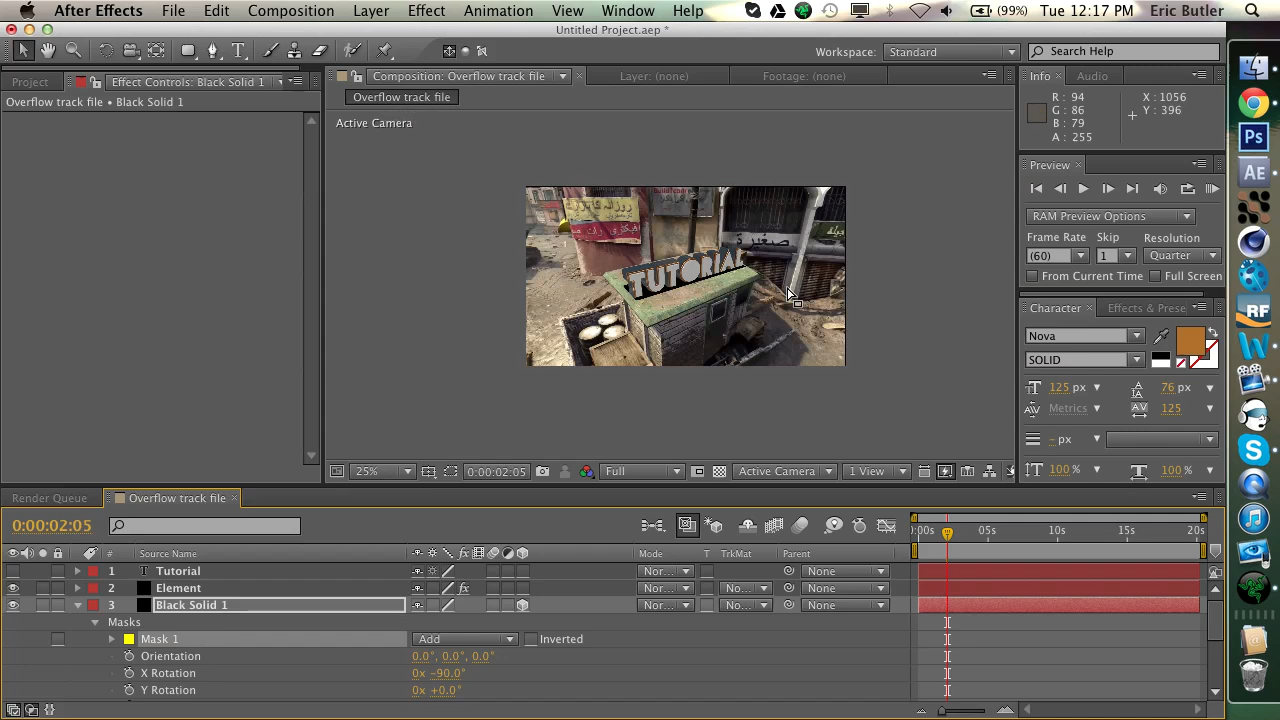 After Effects File Edit Composition Layer Effect Animation View Window Help (99%) Tue 12:17 PM Eric Butler
Untitled Project.aep *
Workspace: Standard Search Help
Project Effect Controls: Black Solid 1 Composition: Overflow track file Layer: (none) Footage: (none) Info Audio
Overflow track file • Black Solid 1
Overflow track file
Active Camera
R : 94
G : 86
B : 79
A : 255
X : 1056
Y : 396
Preview
RAM Preview Options
Frame Rate Skip Resolution
(60) 1 Quarter
From Current Time Full Screen
Character Effects & Prese
Nova
SOLID
125 px 76 px
Metrics 125
- px
100 % 100 %
صغيرة
TUTORIAL
25% 0:00:02:05 Full Active Camera 1 View
Render Queue Overflow track file
0:00:02:05
:00s 05s 10s 15s 20s
# Source Name Mode T TrkMat Parent
1 T Tutorial Nor... None
2 Element Nor... No... None
3 Black Solid 1 Nor... No... None
Masks
Mask 1 Add Inverted
Orientation 0.0°, 0.0°, 0.0°
X Rotation 0x -90.0°
Y Rotation 0x +0.0°
Ps
AE
RF
W
S